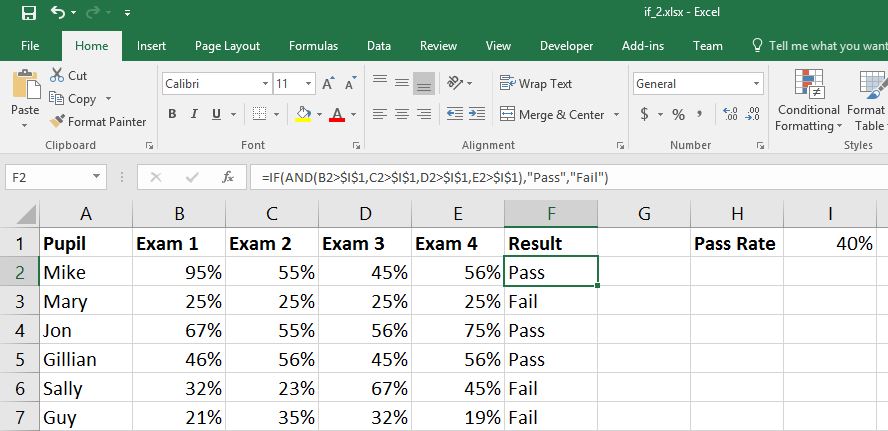 if_2.xlsx - Excel
File Home Insert Page Layout Formulas Data Review View Developer Add-ins Team Tell me what you want
Cut
Copy
Format Painter
Paste
Clipboard
Calibri 11 A A
B I U A
Font
Wrap Text
Merge & Center
Alignment
General
$ % , .0 .00 .00 .0
Number
Conditional Formatting
Format Table
Styles
F2 fx =IF(AND(B2>$I$1,C2>$I$1,D2>$I$1,E2>$I$1),"Pass","Fail")
A B C D E F G H I
1 Pupil Exam 1 Exam 2 Exam 3 Exam 4 Result Pass Rate 40%
2 Mike 95% 55% 45% 56% Pass
3 Mary 25% 25% 25% 25% Fail
4 Jon 67% 55% 56% 75% Pass
5 Gillian 46% 56% 45% 56% Pass
6 Sally 32% 23% 67% 45% Fail
7 Guy 21% 35% 32% 19% Fail